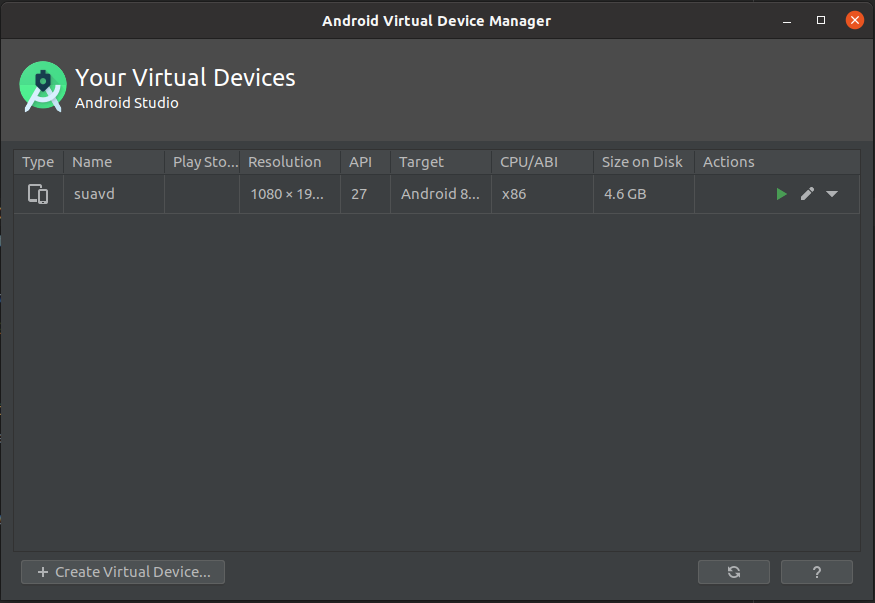 Android Virtual Device Manager
Your Virtual Devices
Android Studio
Type Name Play Sto... Resolution API Target CPU/ABI Size on Disk Actions
suavd 1080 × 19... 27 Android 8... x86 4.6 GB
+ Create Virtual Device... ?